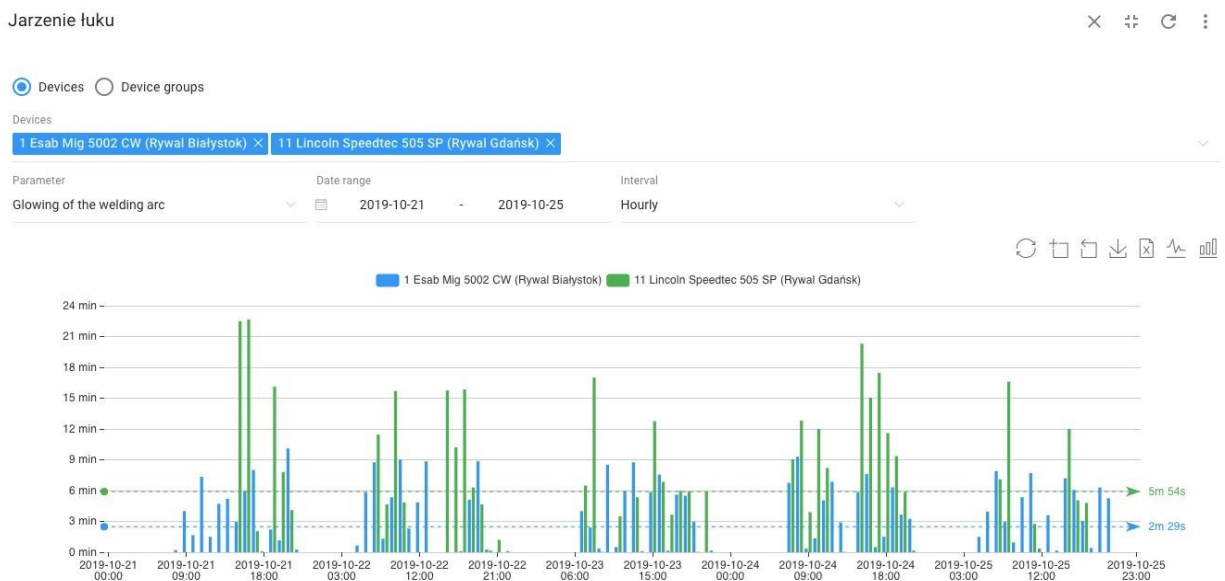 Jarzenie łuku
Devices Device groups
Devices
1 Esab Mig 5002 CW (Rywal Białystok) × 11 Lincoln Speedtec 505 SP (Rywal Gdańsk) ×
Parameter Date range Interval
Glowing of the welding arc 2019-10-21 - 2019-10-25 Hourly
1 Esab Mig 5002 CW (Rywal Białystok) 11 Lincoln Speedtec 505 SP (Rywal Gdańsk)
24 min
21 min
18 min
15 min
12 min
9 min
6 min 5m 54s
3 min 2m 29s
0 min
2019-10-21 2019-10-21 2019-10-21 2019-10-22 2019-10-22 2019-10-22 2019-10-23 2019-10-23 2019-10-24 2019-10-24 2019-10-24 2019-10-25 2019-10-25 2019-10-25
00:00 09:00 18:00 03:00 12:00 21:00 06:00 15:00 00:00 09:00 18:00 03:00 12:00 23:00